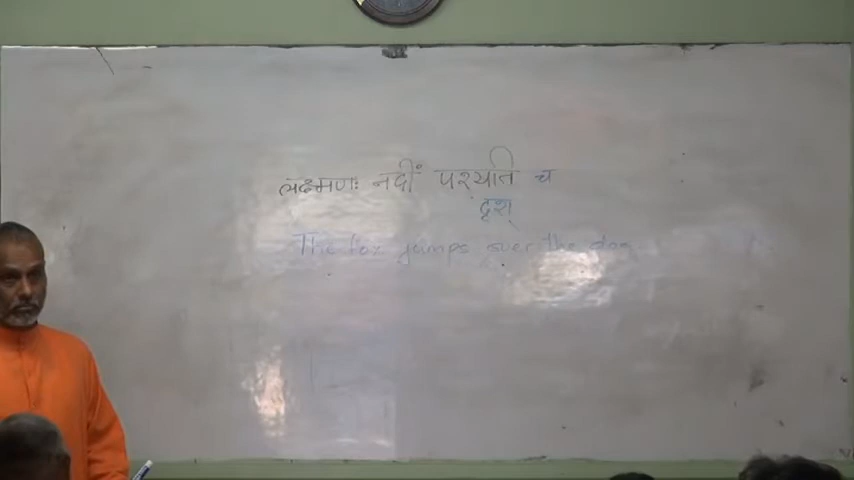 लक्ष्मणः नदीं पश्यति च
दृश्
The fox jumps over the dog